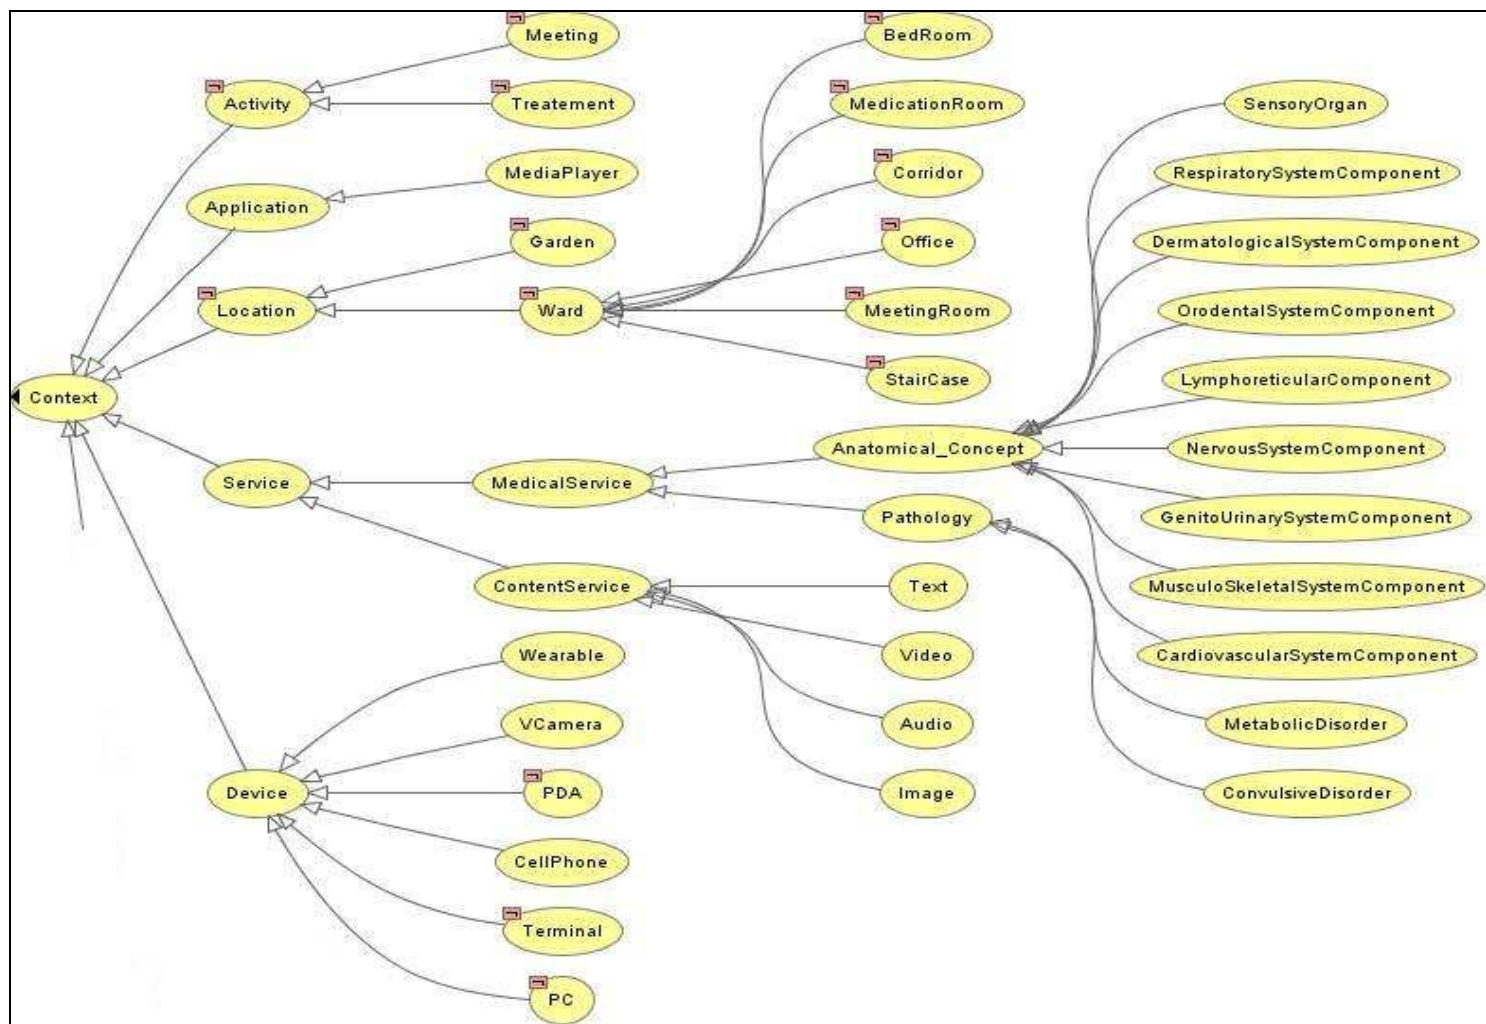 Meeting
BedRoom
Activity
Treatement
MedicationRoom
SensoryOrgan
MediaPlayer
Corridor
RespiratorySystemComponent
Application
Garden
Office
DermatologicalSystemComponent
Location
Ward
MeetingRoom
OrodentalSystemComponent
StairCase
LymphoreticularComponent
Context
Anatomical_Concept
NervousSystemComponent
Service
MedicalService
Pathology
GenitoUrinarySystemComponent
ContentService
Text
MusculoSkeletalSystemComponent
Wearable
Video
CardiovascularSystemComponent
VCamera
Audio
MetabolicDisorder
Device
PDA
Image
ConvulsiveDisorder
CellPhone
Terminal
PC